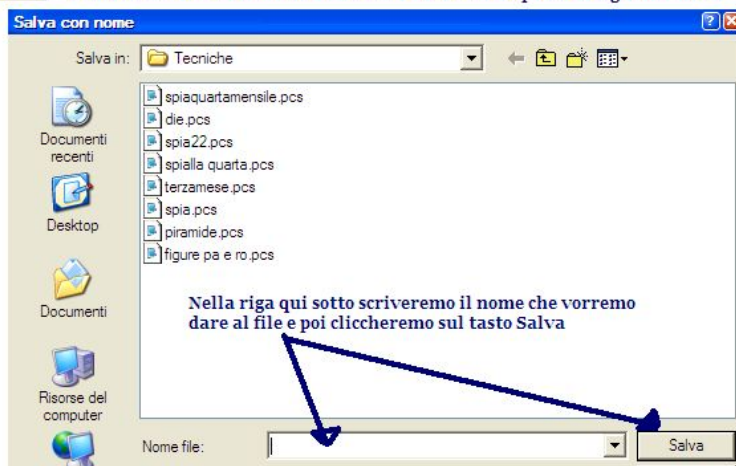 Salva con nome
Salva in:
Tecniche
spiaquartamensile.pcs
die.pcs
spia22.pcs
spialla quarta.pcs
terzamese.pcs
spia.pcs
piramide.pcs
figure pa e ro.pcs
Documenti
recenti
Desktop
Documenti
Risorse del
computer
Nella riga qui sotto scriveremo il nome che vorremo
dare al file e poi cliccheremo sul tasto Salva
Nome file:
Salva